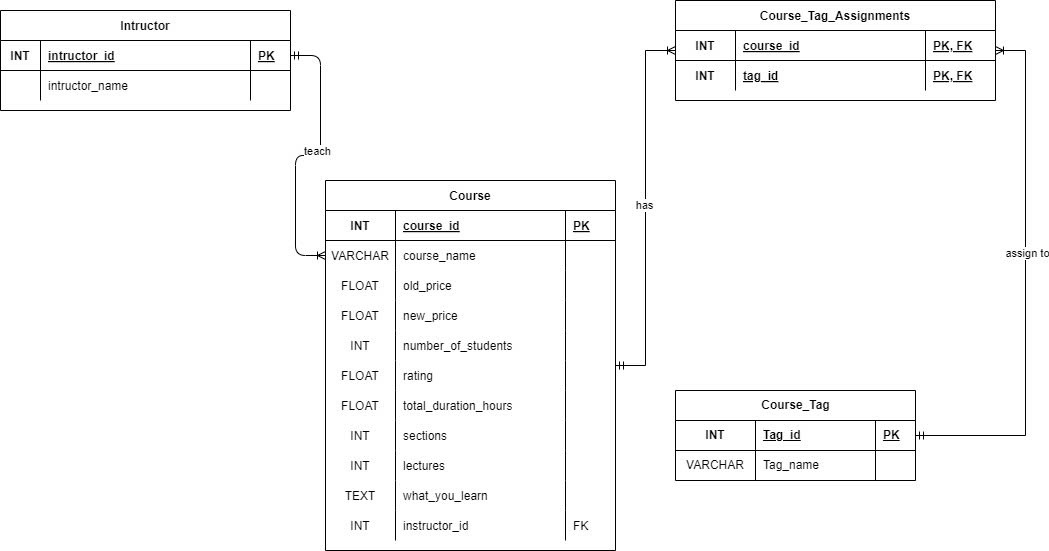 Intructor
INT intructor_id PK
intructor_name
teach
Course
INT course_id PK
VARCHAR course_name
FLOAT old_price
FLOAT new_price
INT number_of_students
FLOAT rating
FLOAT total_duration_hours
INT sections
INT lectures
TEXT what_you_learn
INT instructor_id FK
has
Course_Tag_Assignments
INT course_id PK, FK
INT tag_id PK, FK
assign to
Course_Tag
INT Tag_id PK
VARCHAR Tag_name